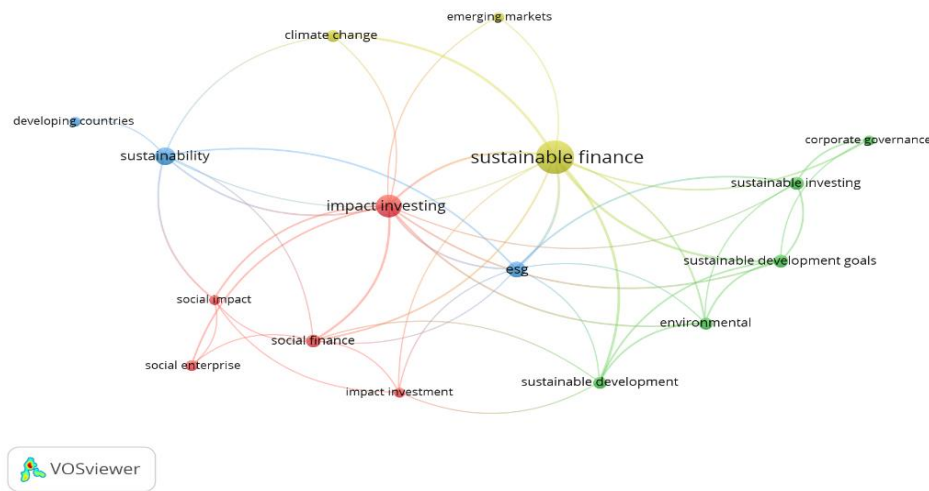 emerging markets
climate change
developing countries
sustainability
sustainable finance
corporate governance
sustainable investing
impact investing
esg
sustainable development goals
social impact
social finance
environmental
social enterprise
impact investment
sustainable development
VOSviewer